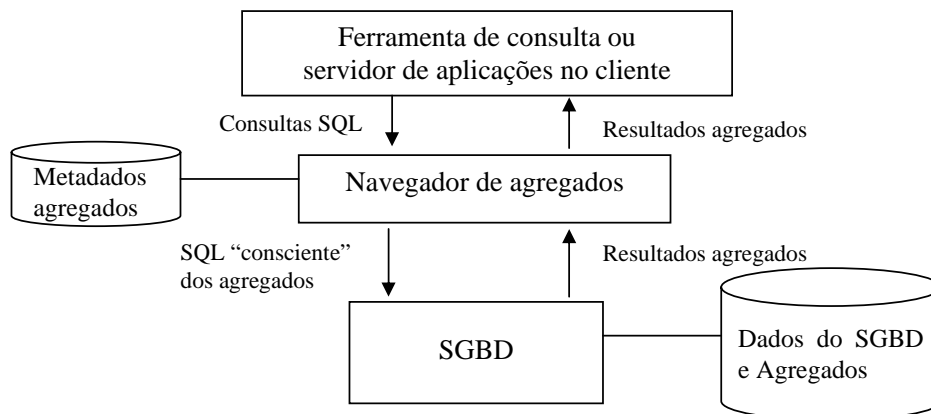 Ferramenta de consulta ou
servidor de aplicações no cliente
Consultas SQL
Resultados agregados
Metadados
agregados
Navegador de agregados
SQL “consciente”
dos agregados
Resultados agregados
SGBD
Dados do SGBD
e Agregados